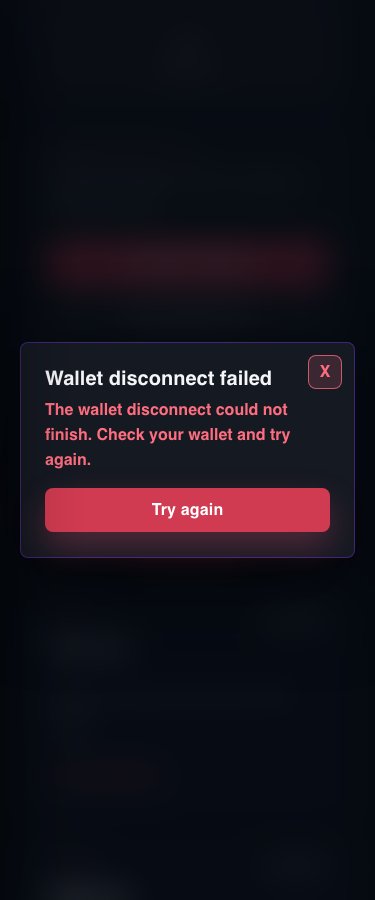 Wallet disconnect failed
X
The wallet disconnect could not
finish. Check your wallet and try
again.
Try again